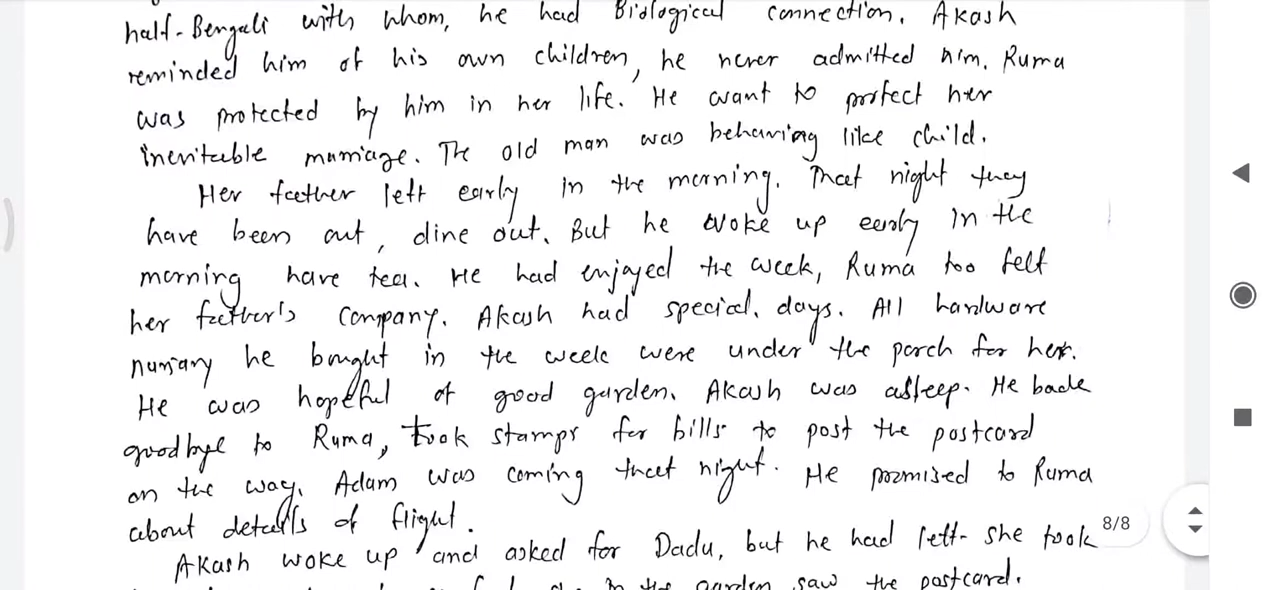 half-Bengali with whom, he had Biological connection. Akash
reminded him of his own children, he never admitted him. Ruma
was protected by him in her life. He want to protect her
inevitable marriage. The old man was behaving like child.
Her father left early in the morning. That night they
have been out, dine out. But he woke up early in the
morning have tea. He had enjoyed the week, Ruma too felt
her father's company. Akash had special. days. All hardware
nursary he bought in the week were under the porch for her.
He was hopeful of good garden. Akash was asleep. He bade
goodbye to Ruma, took stamps for bills to post the postcard
on the way. Adam was coming that night. He promised to Ruma
about details of flight.
8/8
Akash woke up and asked for Dadu, but he had left- she took
in the garden saw the postcard.